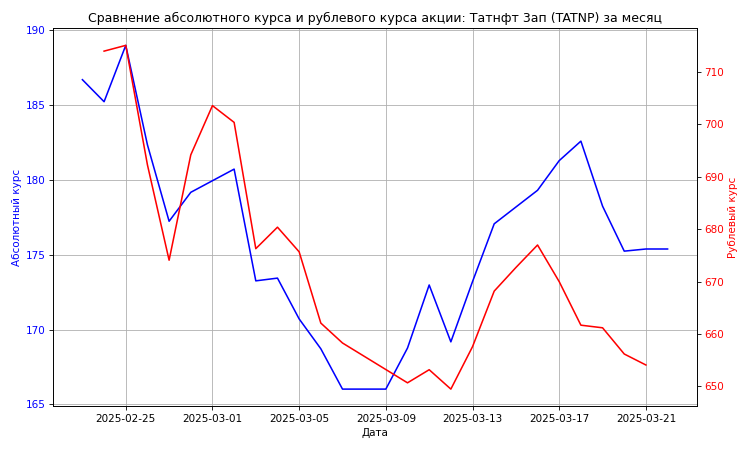 Сравнение абсолютного курса и рублевого курса акции: Татнфт 3ап (TATNP) за месяц
190
185
180
175
170
165
Абсолютный курс
710
700
690
680
670
660
650
Рублевый курс
2025-02-25 2025-03-01 2025-03-05 2025-03-09 2025-03-13 2025-03-17 2025-03-21
Дата